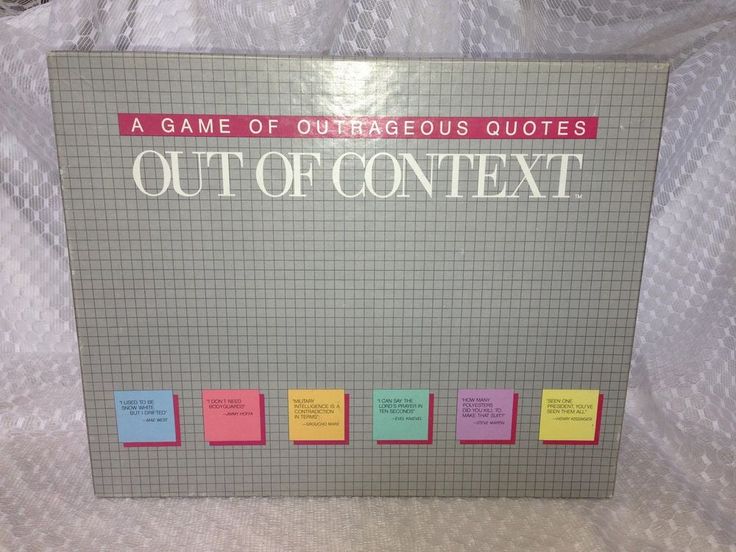 A GAME OF OUTRAGEOUS QUOTES
OUT OF CONTEXT™
"I USED TO BE
SNOW WHITE.
BUT I DRIFTED"
—MAE WEST
"I DON'T NEED
BODYGUARDS"
—JIMMY HOFFA
"MILITARY
INTELLIGENCE IS A
CONTRADICTION
IN TERMS"
—GROUCHO MARX
"I CAN SAY THE
LORD'S PRAYER IN
TEN SECONDS"
—EVEL KNIEVEL
"HOW MANY
POLYESTERS
DID YOU KILL TO
MAKE THAT SUIT?"
—STEVE MARTIN
"SEEN ONE
PRESIDENT, YOU'VE
SEEN THEM ALL"
—HENRY KISSINGER